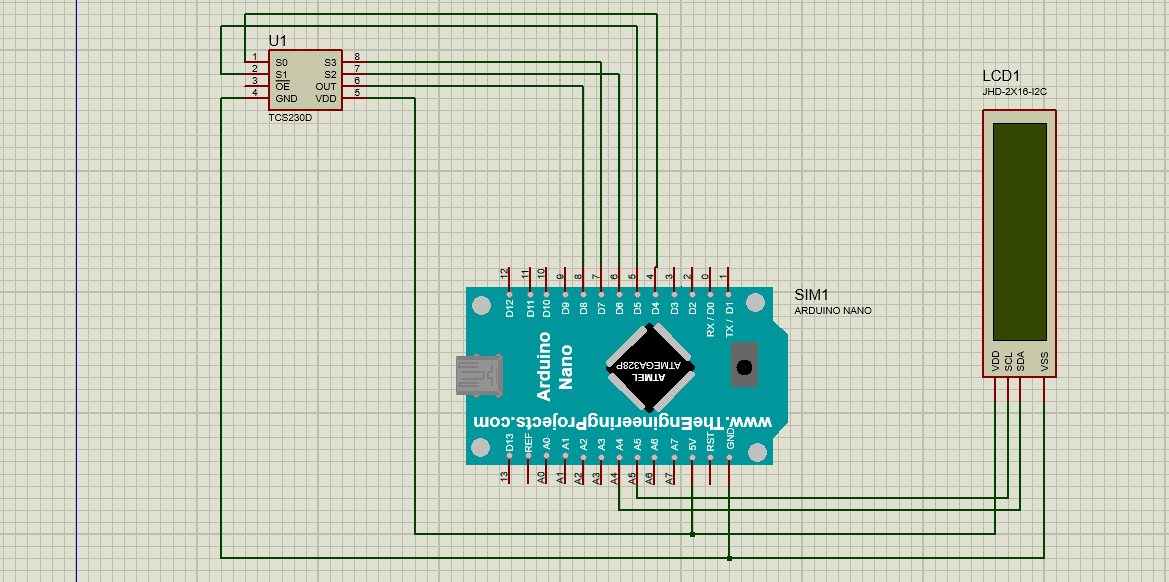 U1
1 S0 S3 8
2 S1 S2 7
3 OE OUT 6
4 GND VDD 5
TCS230D
LCD1
JHD-2X16-I2C
VDD
SCL
SDA
VSS
SIM1
ARDUINO NANO
12 11 10 9 8 7 6 5 4 3 2 0 1
D12 D11 D10 D9 D8 D7 D6 D5 D4 D3 D2 RX / D0 TX / D1
Arduino
Nano
ATMEL
ATMEGA328P
www.TheEngineeringProjects.com
D13 REF A0 A1 A2 A3 A4 A5 A6 A7 5V RST GND
13 A0 A1 A2 A3 A4 A5 A6 A7